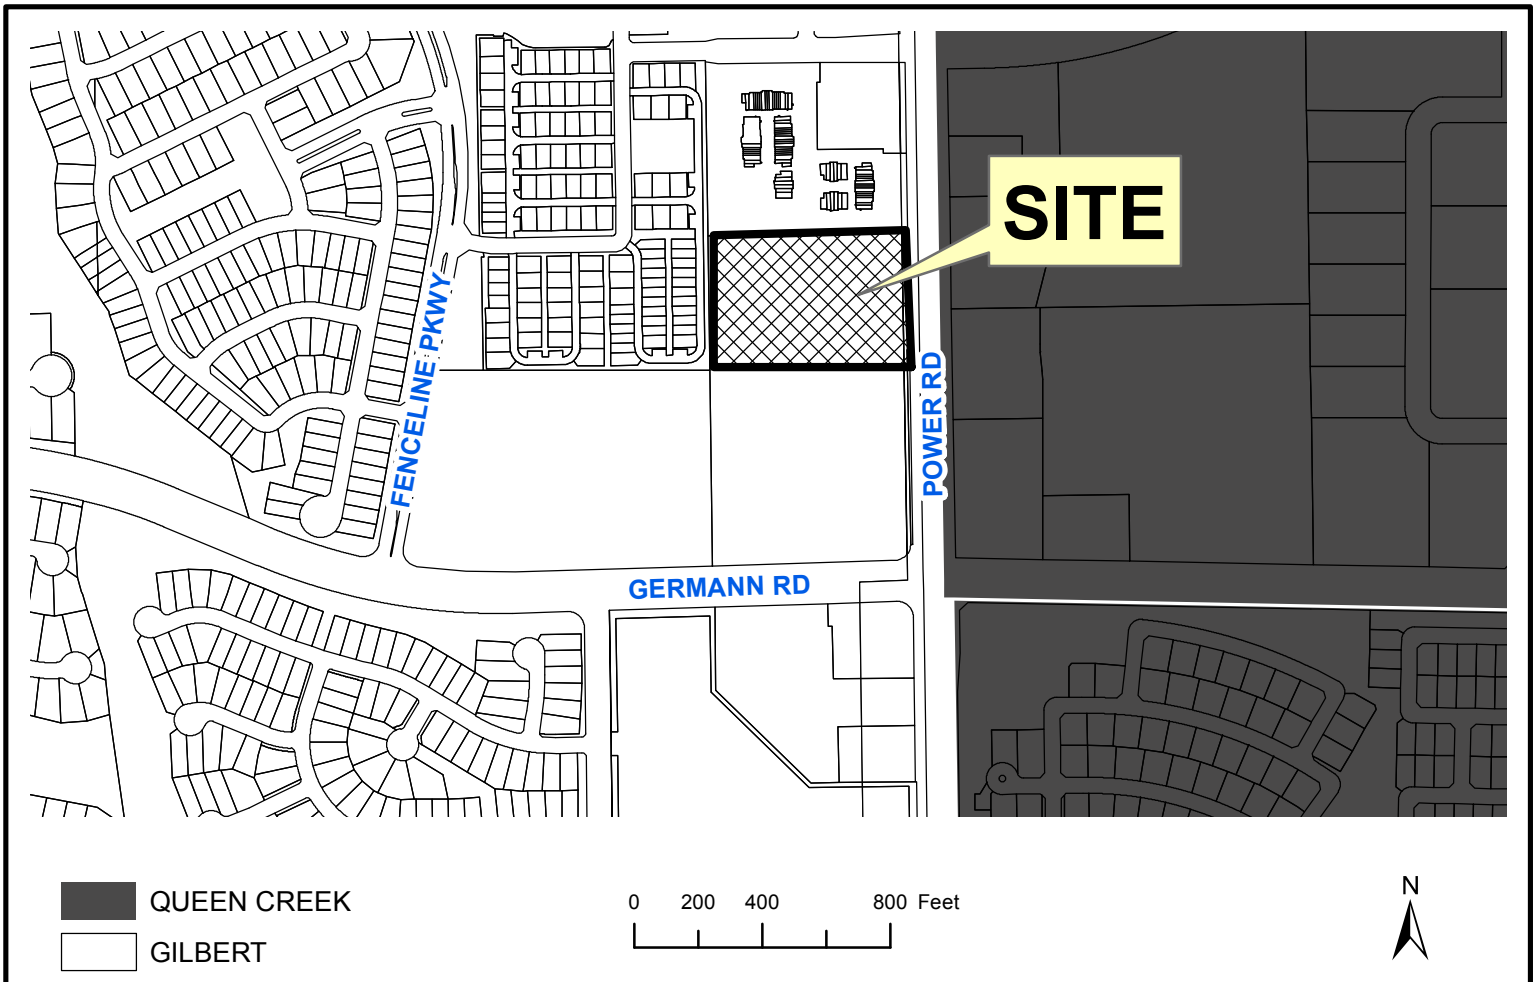 SITE
FENCELINE PKWY
POWER RD
GERMANN RD
QUEEN CREEK
GILBERT
0 200 400 800 Feet
N